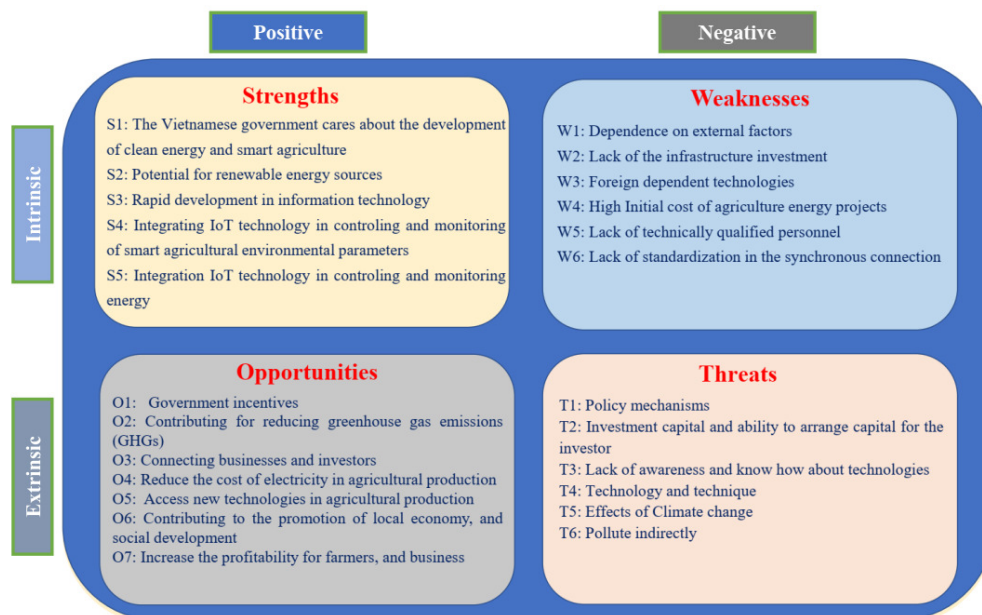 Positive
Negative
Intrinsic
Strengths
S1: The Vietnamese government cares about the development
of clean energy and smart agriculture
S2: Potential for renewable energy sources
S3: Rapid development in information technology
S4: Integrating IoT technology in controling and monitoring
of smart agricultural environmental parameters
S5: Integration IoT technology in controling and monitoring
energy
Weaknesses
W1: Dependence on external factors
W2: Lack of the infrastructure investment
W3: Foreign dependent technologies
W4: High Initial cost of agriculture energy projects
W5: Lack of technically qualified personnel
W6: Lack of standardization in the synchronous connection
Extrinsic
Opportunities
O1: Government incentives
O2: Contributing for reducing greenhouse gas emissions
(GHGs)
O3: Connecting businesses and investors
O4: Reduce the cost of electricity in agricultural production
O5: Access new technologies in agricultural production
O6: Contributing to the promotion of local economy, and
social development
O7: Increase the profitability for farmers, and business
Threats
T1: Policy mechanisms
T2: Investment capital and ability to arrange capital for the
investor
T3: Lack of awareness and know how about technologies
T4: Technology and technique
T5: Effects of Climate change
T6: Pollute indirectly